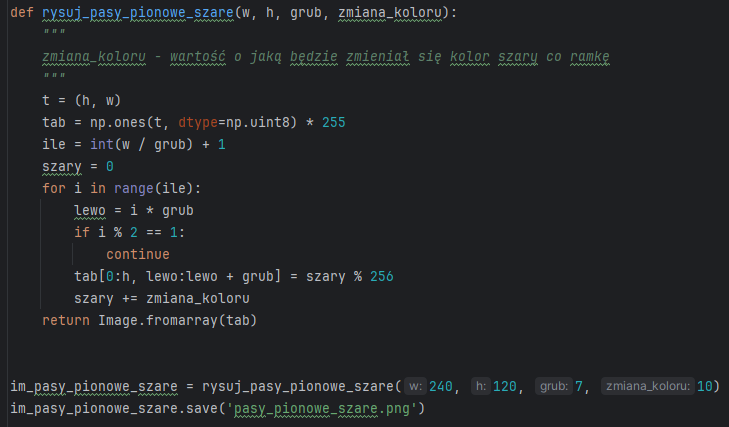 def rysuj_pasy_pionowe_szare(w, h, grub, zmiana_koloru):
    """
    zmiana_koloru - wartość o jaką będzie zmieniał się kolor szary co ramkę
    """
    t = (h, w)
    tab = np.ones(t, dtype=np.uint8) * 255
    ile = int(w / grub) + 1
    szary = 0
    for i in range(ile):
        lewo = i * grub
        if i % 2 == 1:
            continue
        tab[0:h, lewo:lewo + grub] = szary % 256
        szary += zmiana_koloru
    return Image.fromarray(tab)
im_pasy_pionowe_szare = rysuj_pasy_pionowe_szare( w: 240, h: 120, grub: 7, zmiana_koloru: 10)
im_pasy_pionowe_szare.save('pasy_pionowe_szare.png')